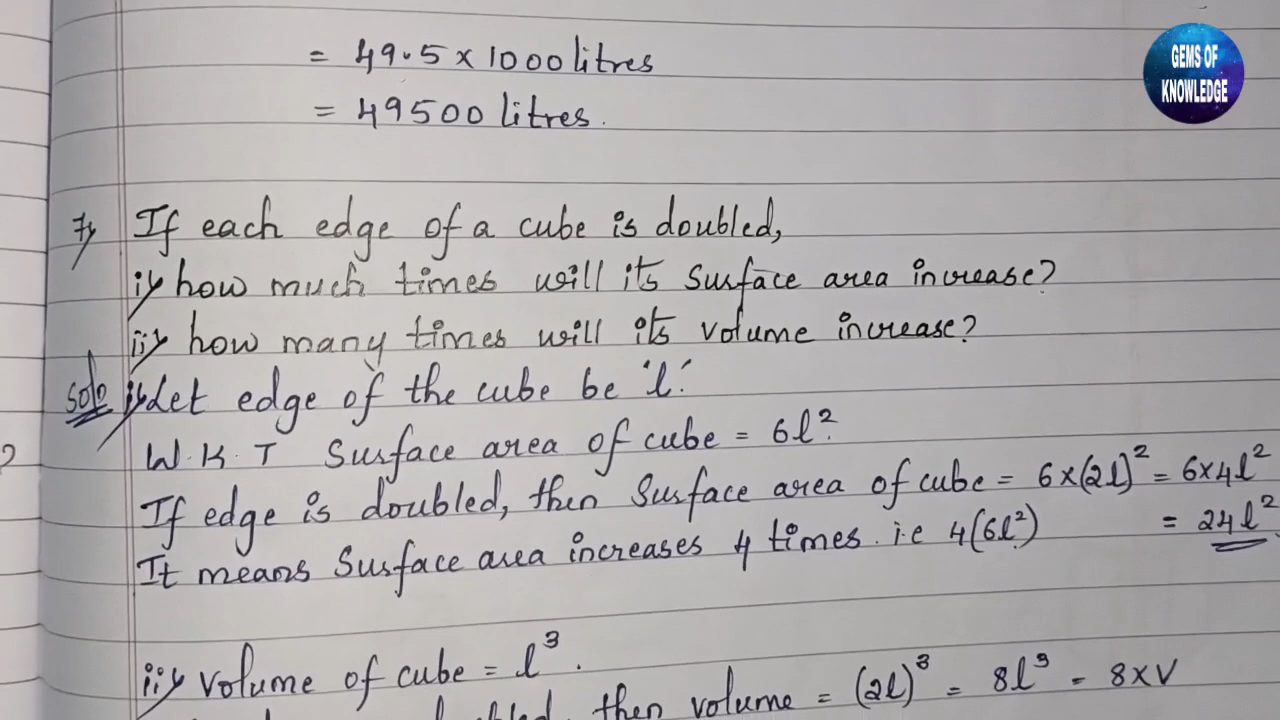 = 49.5 x 1000 litres
= 49500 litres.
GEMS OF
KNOWLEDGE
7) If each edge of a cube is doubled,
i) how much times will its surface area increase?
ii) how many times will its volume increase?
Soln i) Let edge of the cube be 'l'.
W.K.T Surface area of cube = 6l².
If edge is doubled, then surface area of cube = 6x(2l)² = 6x4l²
It means surface area increases 4 times. i.e 4(6l²) = 24l².
ii) Volume of cube = l³.
doubled, then volume = (2l)³ = 8l³ = 8xV